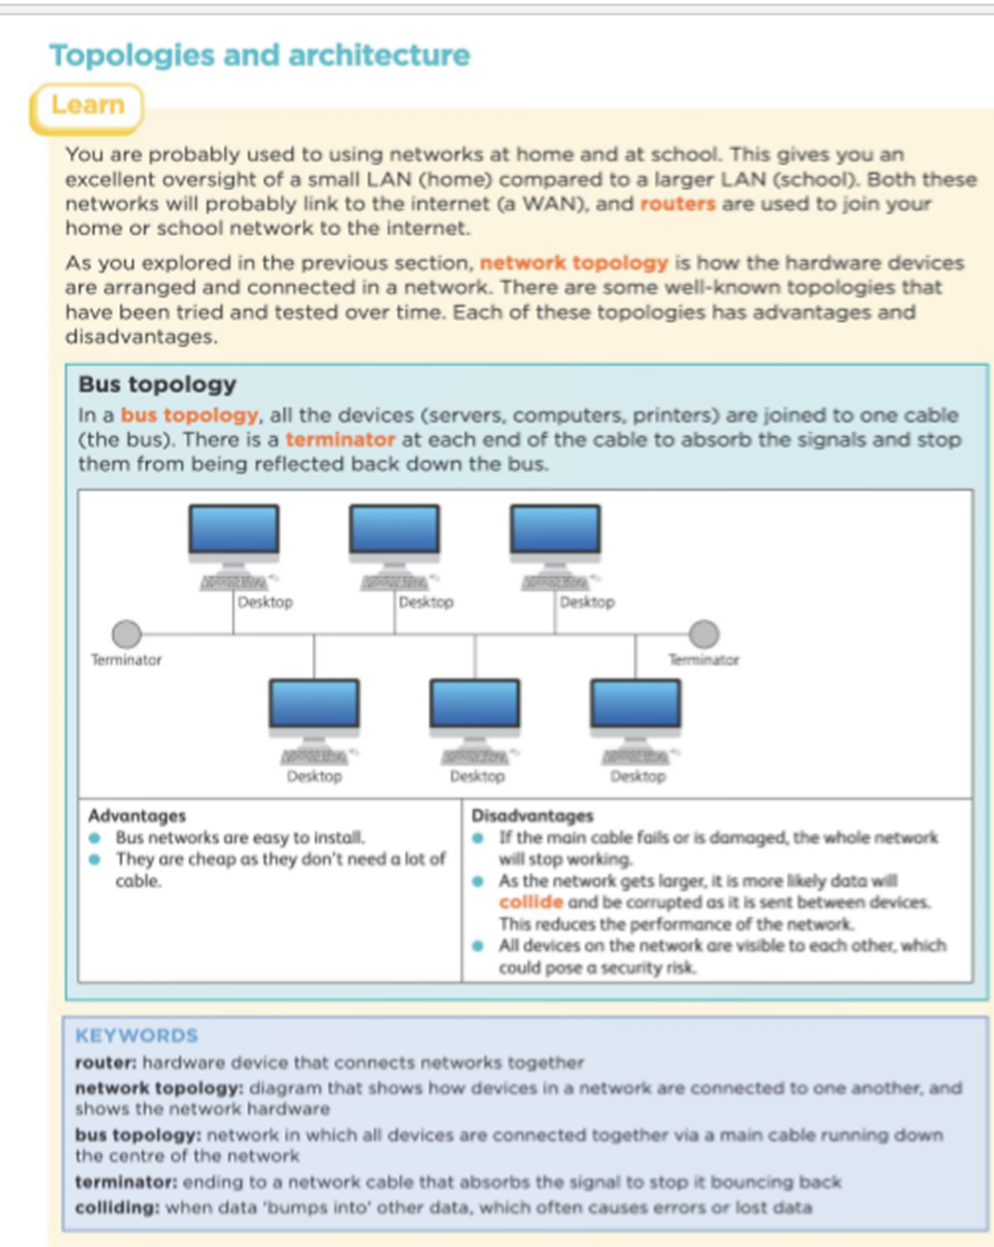 Topologies and architecture
Learn
You are probably used to using networks at home and at school. This gives you an
excellent oversight of a small LAN (home) compared to a larger LAN (school). Both these
networks will probably link to the internet (a WAN), and routers are used to join your
home or school network to the internet.
As you explored in the previous section, network topology is how the hardware devices
are arranged and connected in a network. There are some well-known topologies that
have been tried and tested over time. Each of these topologies has advantages and
disadvantages.
Bus topology
In a bus topology, all the devices (servers, computers, printers) are joined to one cable
(the bus). There is a terminator at each end of the cable to absorb the signals and stop
them from being reflected back down the bus.
Desktop
Desktop
Desktop
Terminator
Terminator
Desktop
Desktop
Desktop
Advantages
● Bus networks are easy to install.
● They are cheap as they don't need a lot of
cable.
Disadvantages
● If the main cable fails or is damaged, the whole network
will stop working.
● As the network gets larger, it is more likely data will
collide and be corrupted as it is sent between devices.
This reduces the performance of the network.
● All devices on the network are visible to each other, which
could pose a security risk.
KEYWORDS
router: hardware device that connects networks together
network topology: diagram that shows how devices in a network are connected to one another, and
shows the network hardware
bus topology: network in which all devices are connected together via a main cable running down
the centre of the network
terminator: ending to a network cable that absorbs the signal to stop it bouncing back
colliding: when data 'bumps into' other data, which often causes errors or lost data